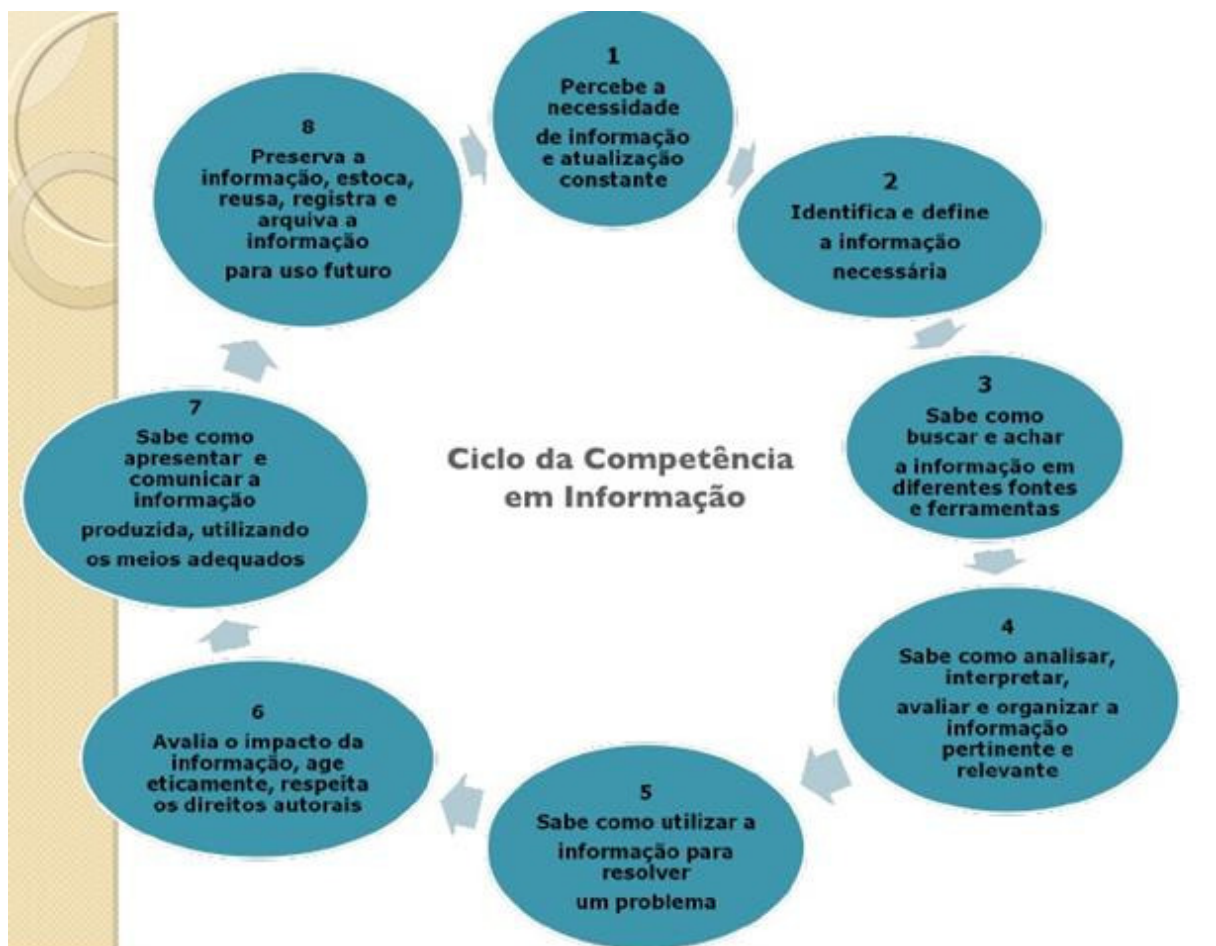 1
Percebe a
necessidade
de informação
e atualização
constante
2
Identifica e define
a informação
necessária
3
Sabe como
buscar e achar
a informação em
diferentes fontes
e ferramentas
4
Sabe como analisar,
interpretar,
avaliar e organizar a
informação
pertinente e
relevante
5
Sabe como utilizar a
informação para
resolver
um problema
6
Avalia o impacto da
informação, age
eticamente, respeita
os direitos autorais
7
Sabe como
apresentar e
comunicar a
informação
produzida, utilizando
os meios adequados
8
Preserva a
informação, estoca,
reusa, registra e
arquiva a
informação
para uso futuro
Ciclo da Competência
em Informação